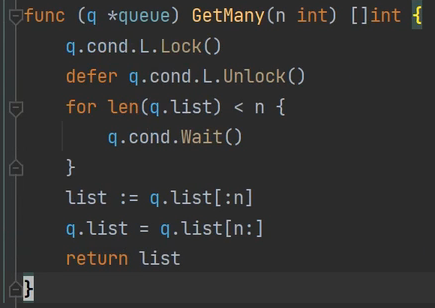 func (q *queue) GetMany(n int) []int {
    q.cond.L.Lock()
    defer q.cond.L.Unlock()
    for len(q.list) < n {
        q.cond.Wait()
    }
    list := q.list[:n]
    q.list = q.list[n:]
    return list
}